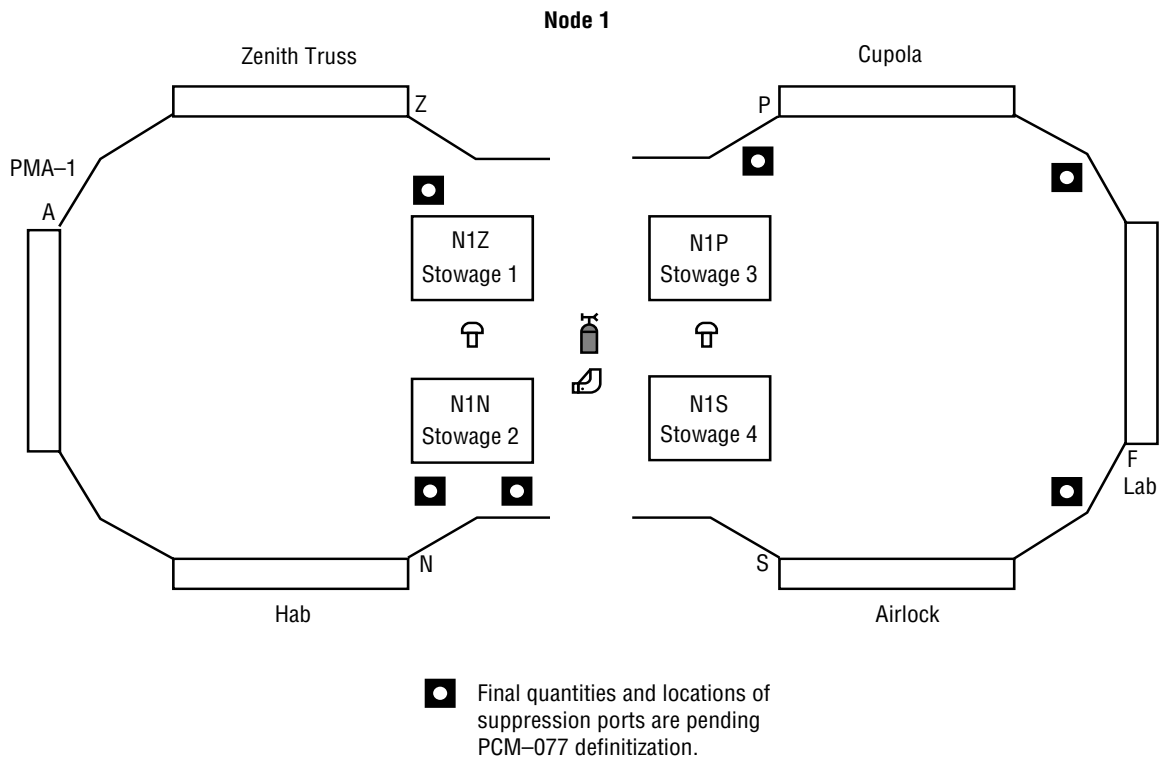 Node 1
Zenith Truss
Cupola
Z
P
PMA–1
A
N1Z
Stowage 1
N1P
Stowage 3
N1N
Stowage 2
N1S
Stowage 4
F
Lab
N
S
Hab
Airlock
Final quantities and locations of
suppression ports are pending
PCM–077 definitization.